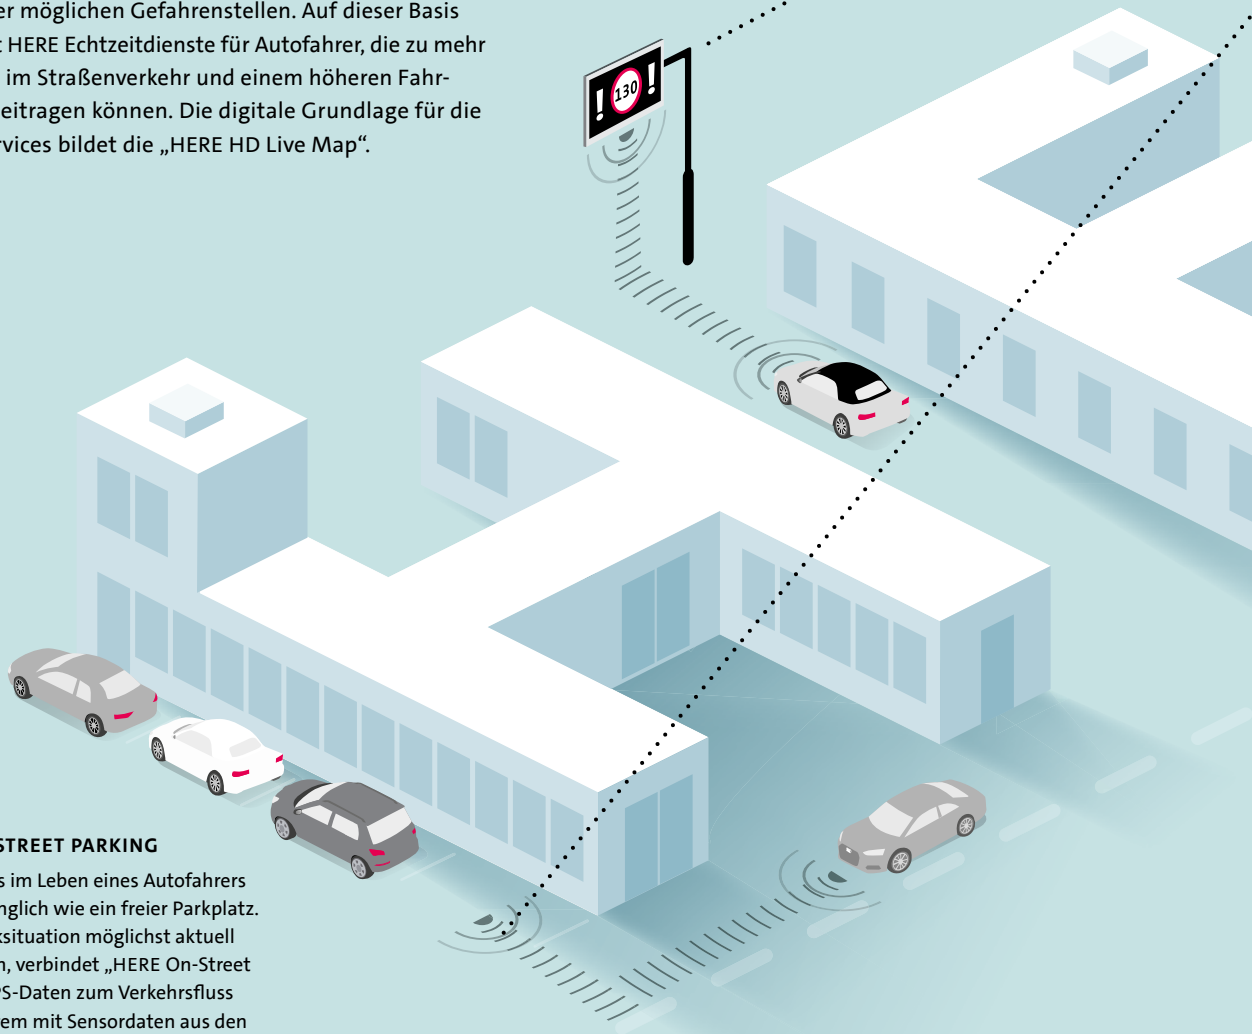 er möglichen Gefahrenstellen. Auf dieser Basis
t HERE Echtzeitdienste für Autofahrer, die zu mehr
im Straßenverkehr und einem höheren Fahr-
eitragen können. Die digitale Grundlage für die
rvices bildet die „HERE HD Live Map“.
! 130 !
STREET PARKING
s im Leben eines Autofahrers
nglich wie ein freier Parkplatz.
ksituation möglichst aktuell
n, verbindet „HERE On-Street
PS-Daten zum Verkehrsfluss
rem mit Sensordaten aus den